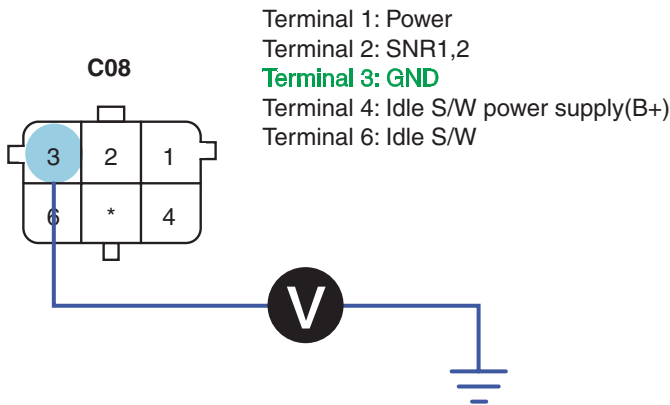 Terminal 1: Power
Terminal 2: SNR1,2
Terminal 3: GND
Terminal 4: Idle S/W power supply(B+)
Terminal 6: Idle S/W
C08
3 2 1
6 * 4
V